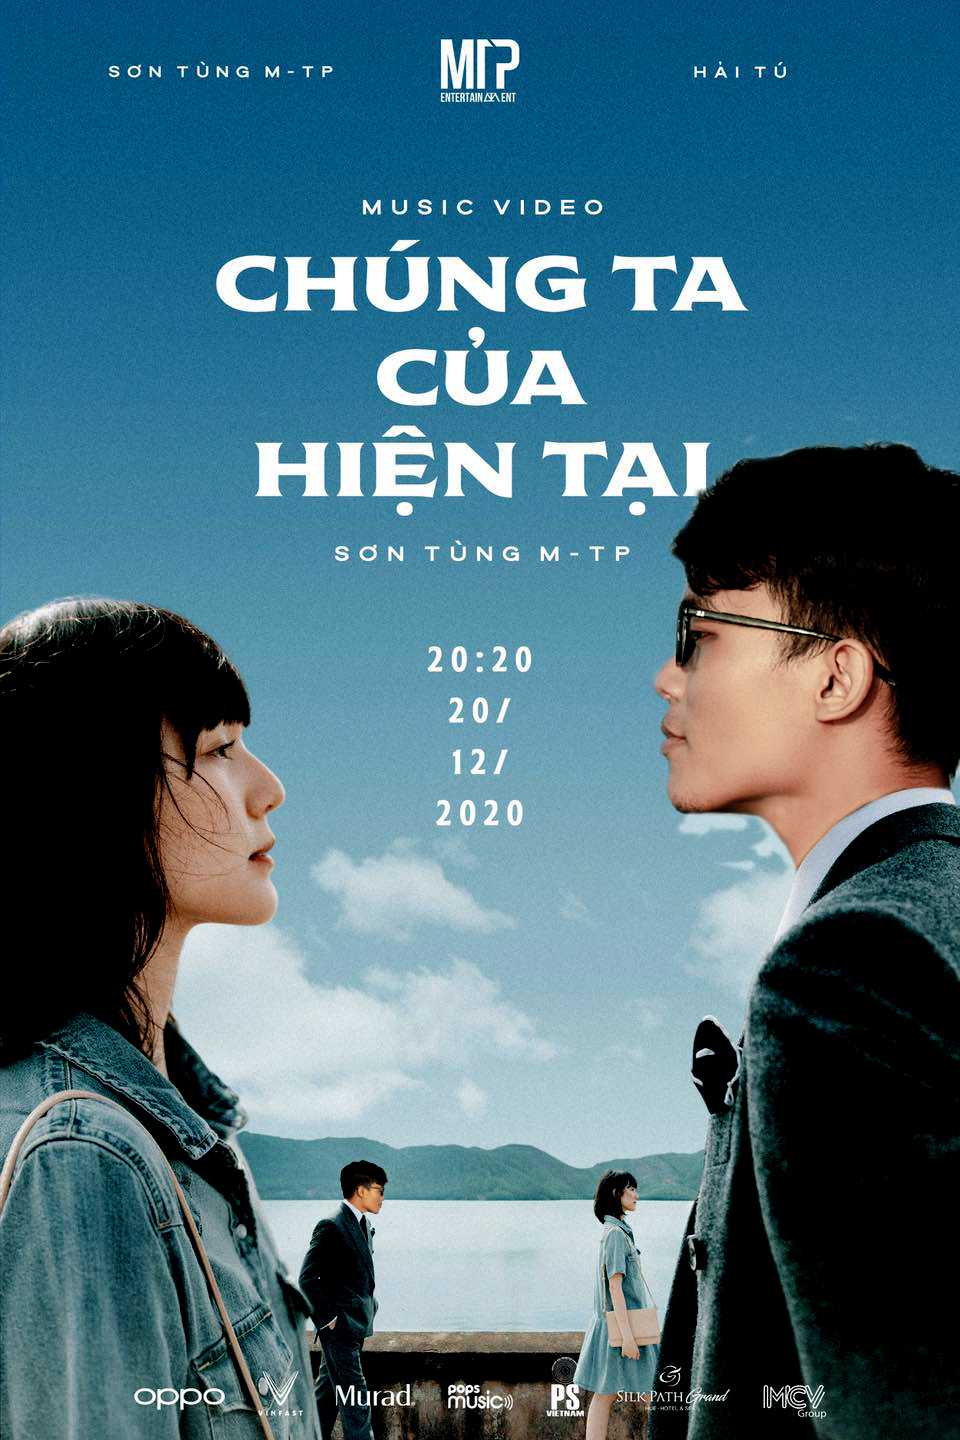 SƠN TÙNG M-TP
MTP
ENTERTAINMENT
HẢI TÚ
MUSIC VIDEO
CHÚNG TA
CỦA
HIỆN TẠI
SƠN TÙNG M-TP
20:20
20/
12/
2020
oppo
VINFAST
Murad
POPS
music
PS
VIETNAM
SILK PATH Grand
HUE - HOTEL & SPA
IMCV
Group